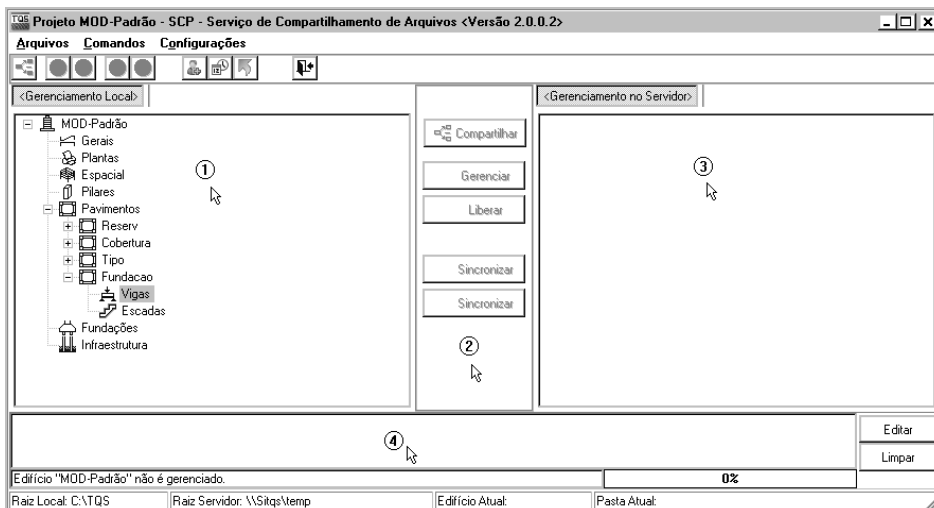 TQS Projeto MOD-Padrão - SCP - Serviço de Compartilhamento de Arquivos <Versão 2.0.0.2>
Arquivos Comandos Configurações
<Gerenciamento Local>
<Gerenciamento no Servidor>
MOD-Padrão
Gerais
Plantas
Espacial
Pilares
Pavimentos
Reserv
Cobertura
Tipo
Fundacao
Vigas
Escadas
Fundações
Infraestrutura
1
Compartilhar
Gerenciar
Liberar
Sincronizar
Sincronizar
2
3
4
Editar
Limpar
Edifício "MOD-Padrão" não é gerenciado.
0%
Raiz Local: C:\TQS
Raiz Servidor: \\Sitqs\temp
Edifício Atual:
Pasta Atual: